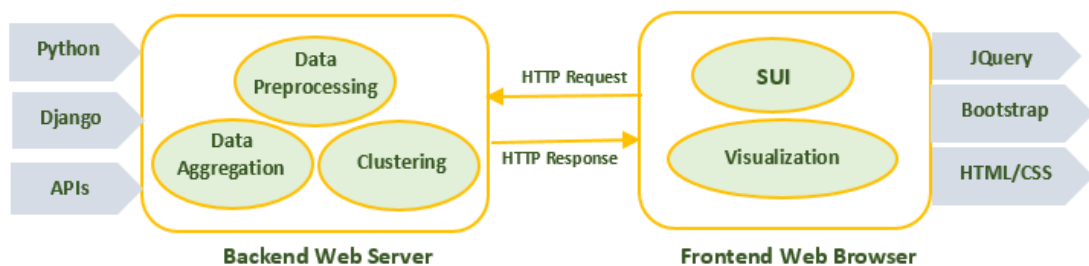 Python
Django
APIs
Data
Preprocessing
Data
Aggregation
Clustering
Backend Web Server
HTTP Request
HTTP Response
SUI
Visualization
Frontend Web Browser
JQuery
Bootstrap
HTML/CSS